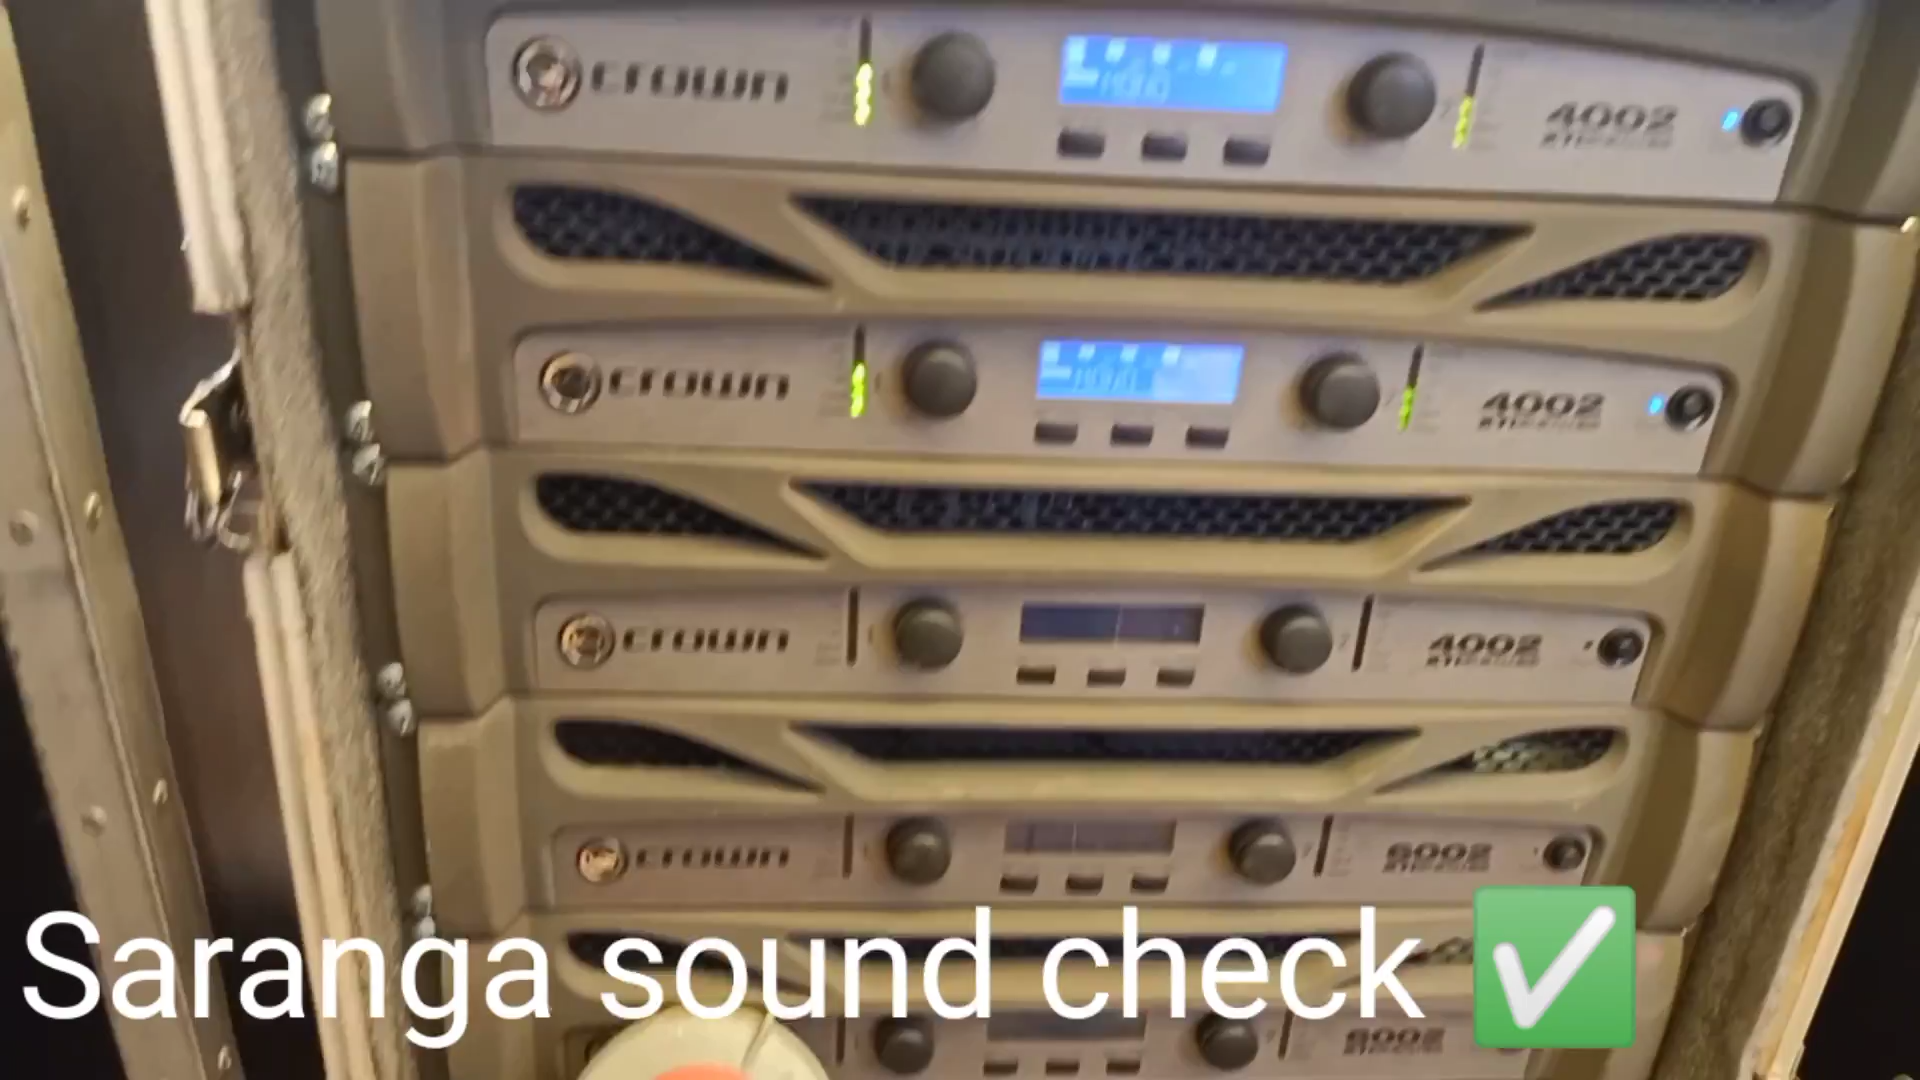 crown 4002
crown 4002
crown 4002
crown 6002
6002
Saranga sound check ✅